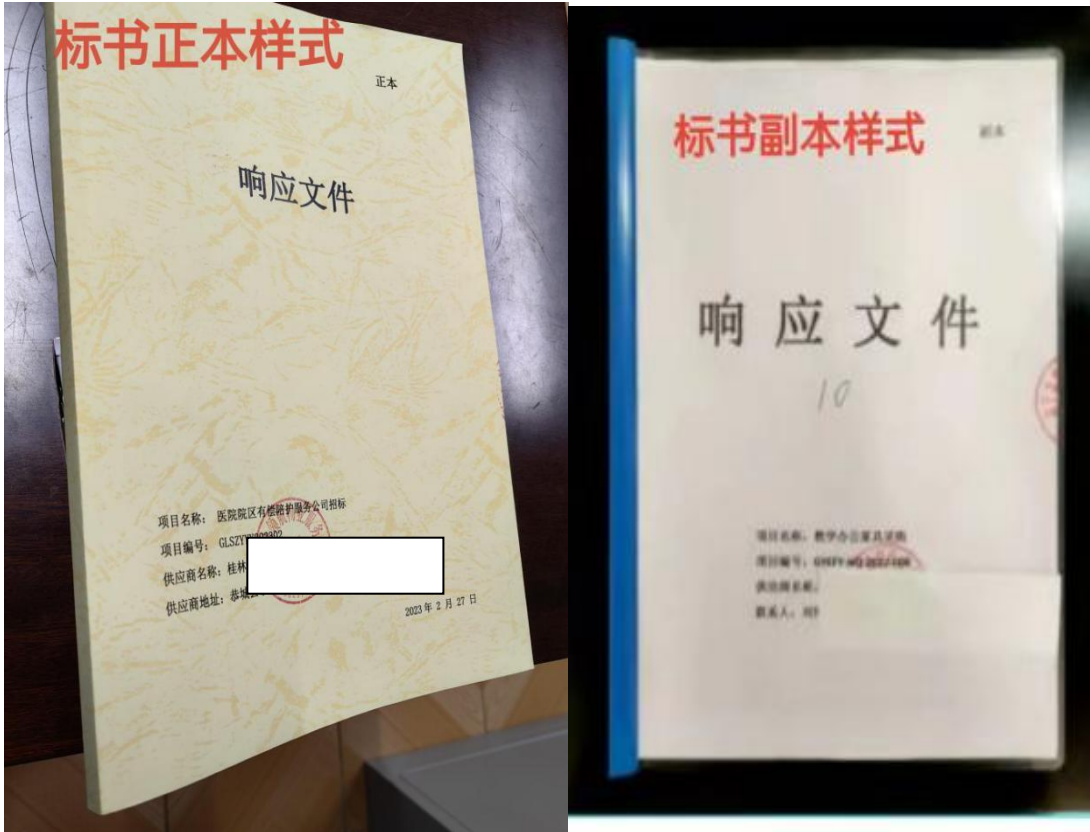 标书正本样式
正本
响应文件
项目名称： 医院院区有偿陪护服务公司招标
项目编号： GLSZY
供应商名称： 桂林
供应商地址： 恭城
2023 年 2 月 27 日
标书副本样式
副本
响应文件
10
项目名称： 教学办公家具采购
项目编号：
供应商名称：
联系人：